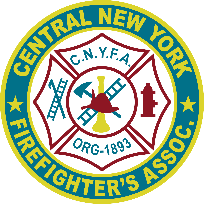 CENTRAL NEW YORK
C.N.Y.F.A.
ORG-1893
FIREFIGHTER'S ASSOC.